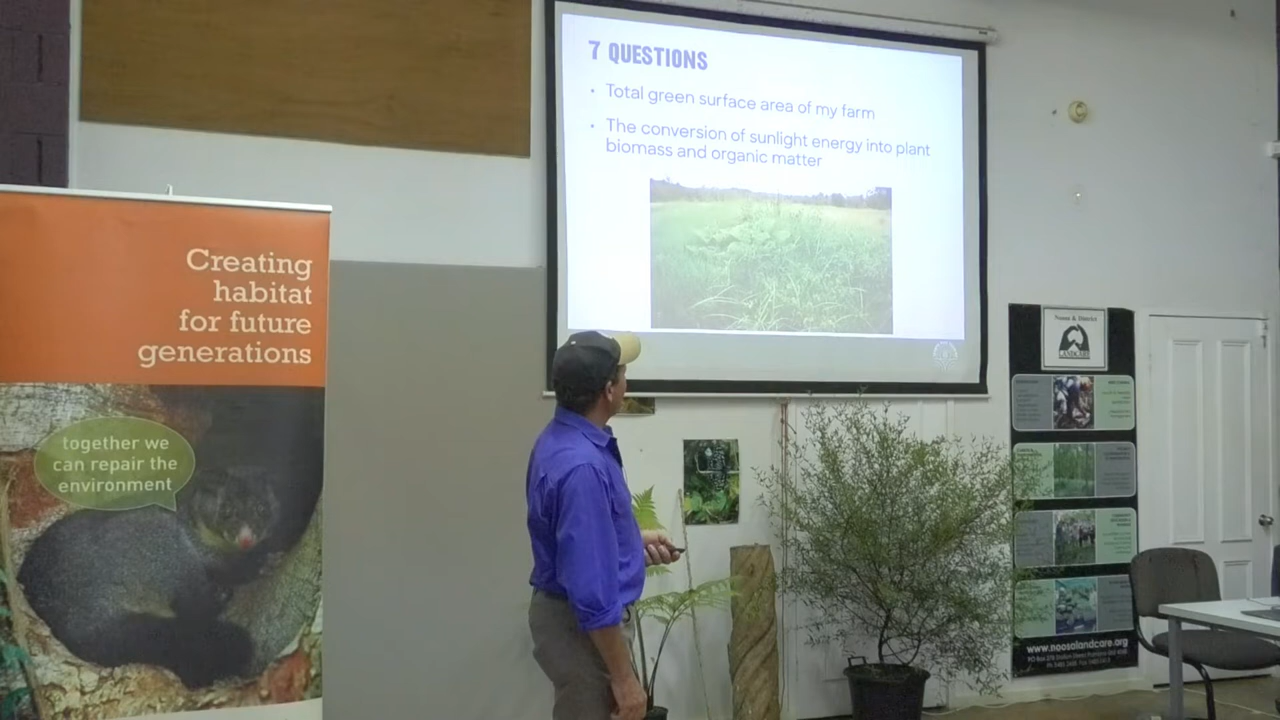 7 QUESTIONS
• Total green surface area of my farm
• The conversion of sunlight energy into plant
biomass and organic matter
Creating
habitat
for future
generations
together we
can repair the
environment
Noosa & District
LANDCARE
www.noosalandcare.org